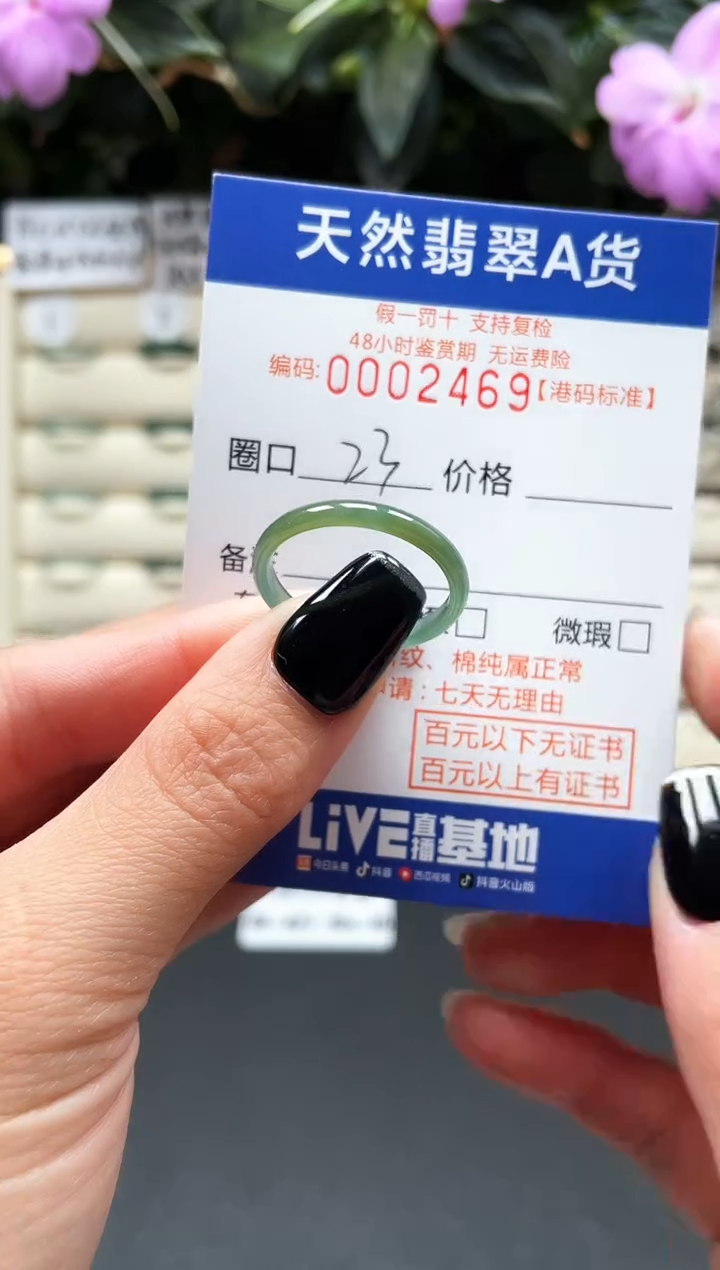 天然翡翠A货
假一罚十 支持复检
48小时鉴赏期 无运费险
编码:0002469【港码标准】
圈口 23 价格
备
微瑕
纹、棉纯属正常
请：七天无理由
百元以下无证书
百元以上有证书
LiVE直播基地
今日头条 抖音 西瓜视频 抖音火山版